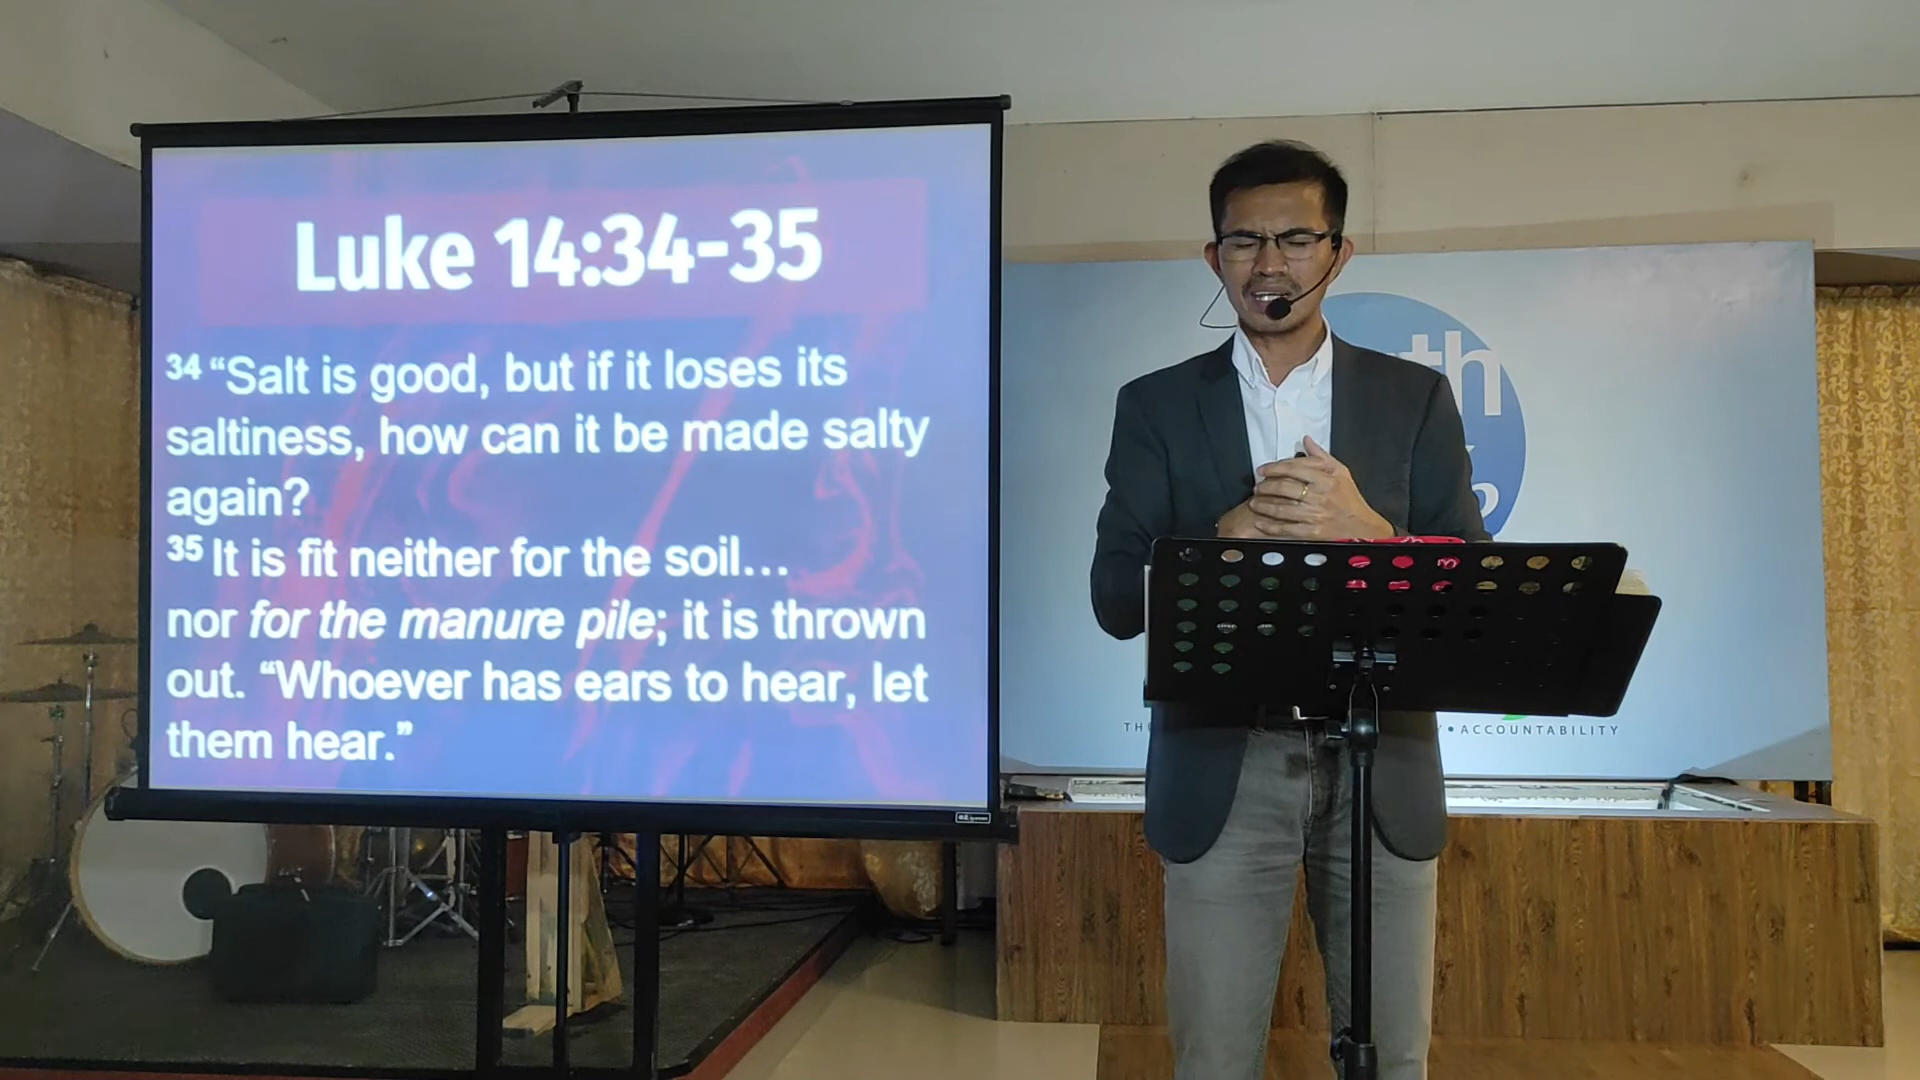 Luke 14:34-35
34 “Salt is good, but if it loses its
saltiness, how can it be made salty
again?
35 It is fit neither for the soil…
nor for the manure pile; it is thrown
out. “Whoever has ears to hear, let
them hear.”
th
• ACCOUNTABILITY